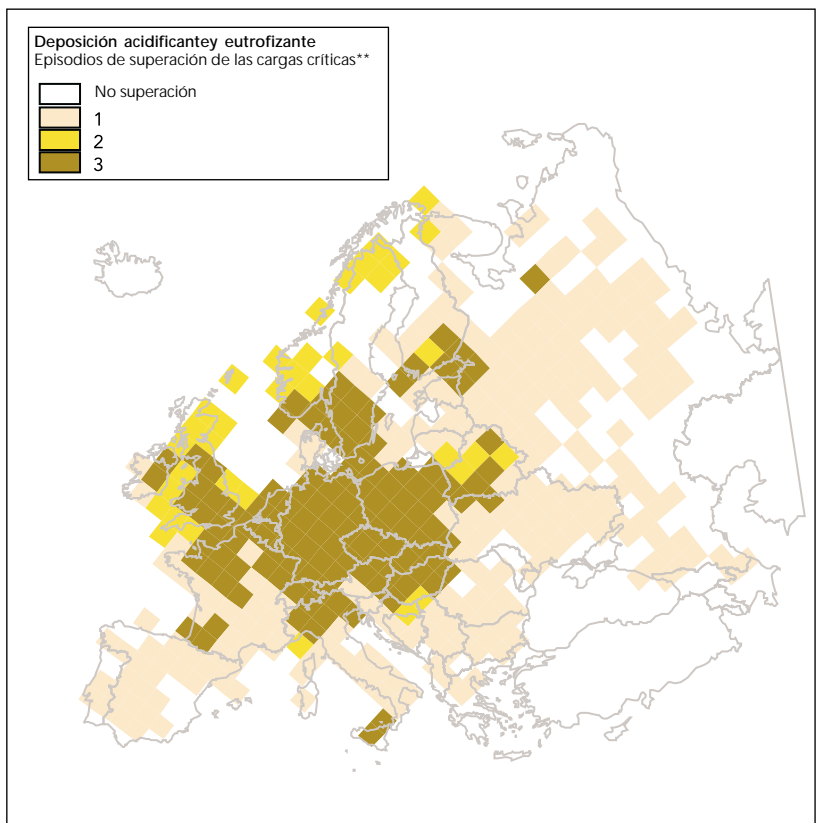 Deposición acidificantey eutrofizante
Episodios de superación de las cargas críticas**
No superación
1
2
3